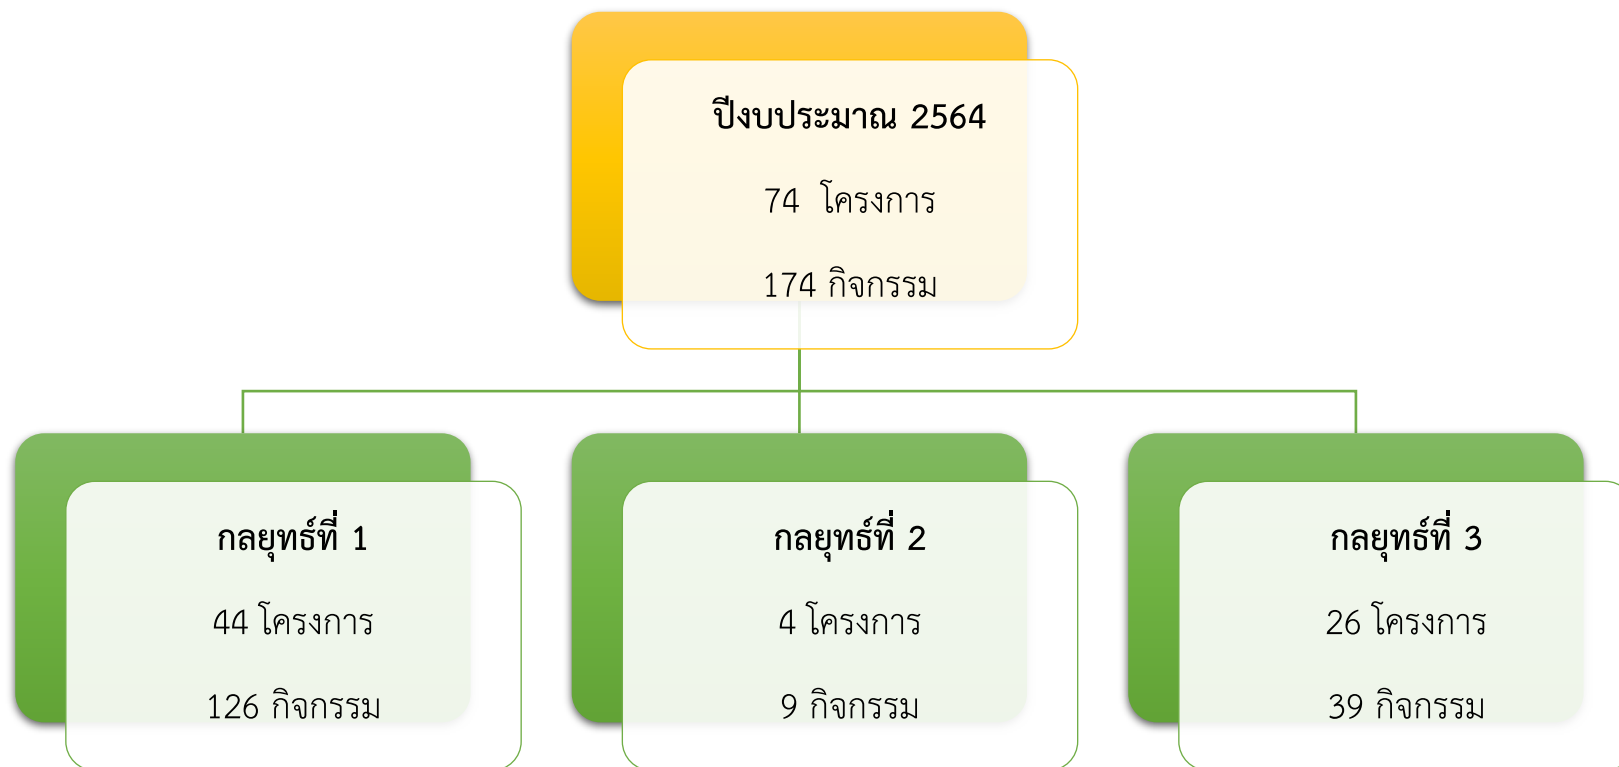 ปีงบประมาณ 2564
74 โครงการ
174 กิจกรรม
กลยุทธ์ที่ 1
44 โครงการ
126 กิจกรรม
กลยุทธ์ที่ 2
4 โครงการ
9 กิจกรรม
กลยุทธ์ที่ 3
26 โครงการ
39 กิจกรรม